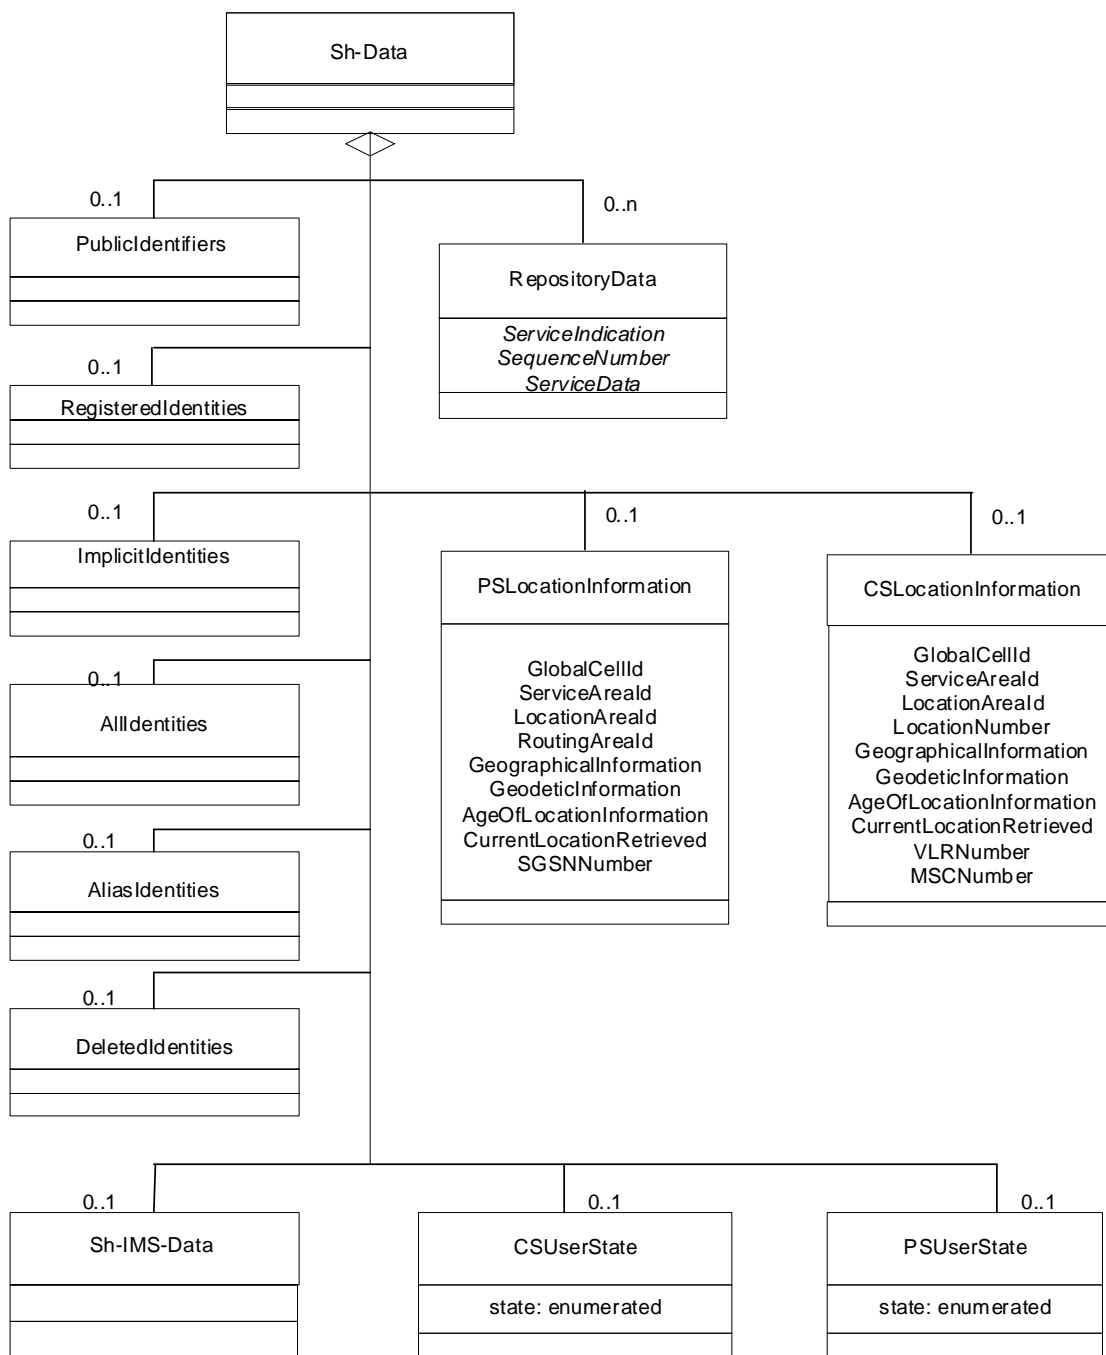 Sh-Data
0..1
0..n
PublicIdentifiers
RepositoryData
ServiceIndication
SequenceNumber
ServiceData
0..1
RegisteredIdentities
0..1
0..1
0..1
ImplicitIdentities
PSLocationInformation
GlobalCellId
ServiceAreaId
LocationAreaId
RoutingAreaId
GeographicalInformation
GeodeticInformation
AgeOfLocationInformation
CurrentLocationRetrieved
SGSNNumber
CSLocationInformation
GlobalCellId
ServiceAreaId
LocationAreaId
LocationNumber
GeographicalInformation
GeodeticInformation
AgeOfLocationInformation
CurrentLocationRetrieved
VLRNumber
MSCNumber
0..1
AllIdentities
0..1
AliasIdentities
0..1
DeletedIdentities
0..1
0..1
0..1
Sh-IMS-Data
CSUserState
state: enumerated
PSUserState
state: enumerated